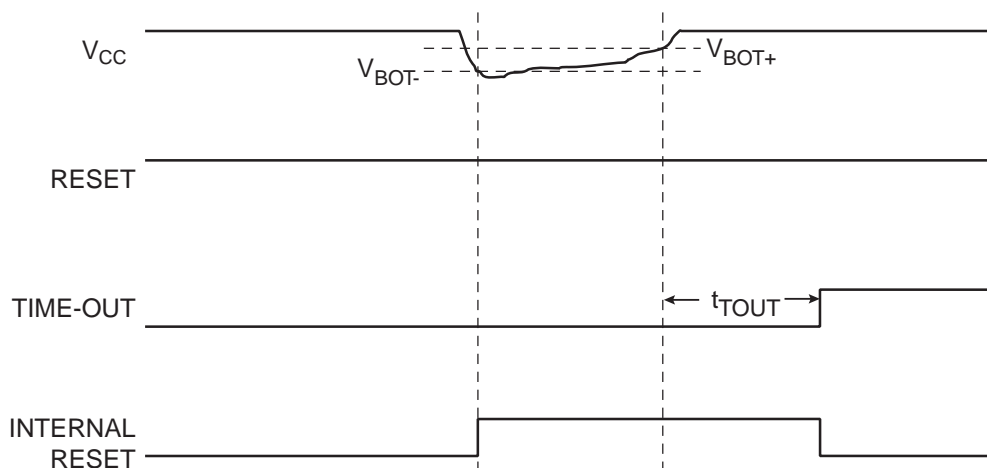 VCC
VBOT-
VBOT+
RESET
TIME-OUT
tTOUT
INTERNAL
RESET